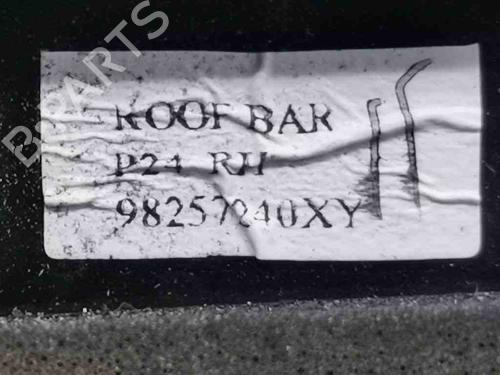 BPARTS
ROOF BAR
P24 RH
98257240XY